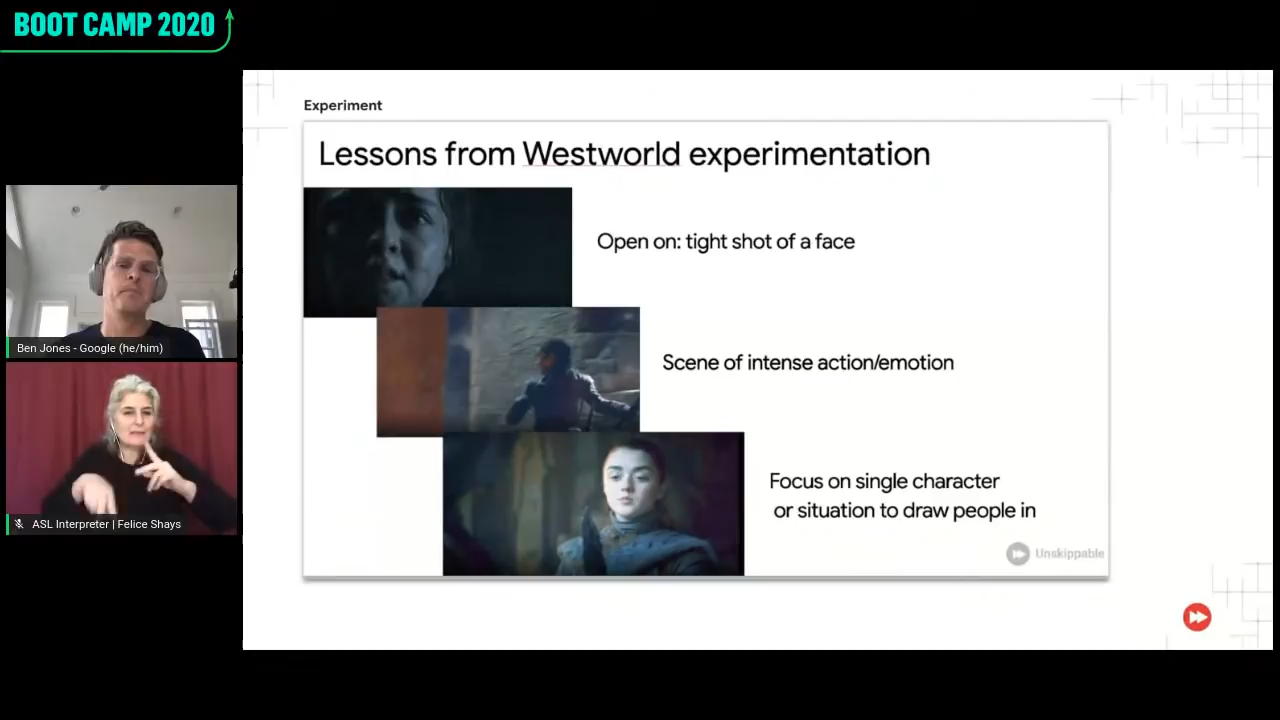 BOOT CAMP 2020
Experiment
Lessons from Westworld experimentation
Open on: tight shot of a face
Scene of intense action/emotion
Focus on single character
or situation to draw people in
Unskippable
Ben Jones - Google (he/him)
ASL Interpreter | Felice Shays